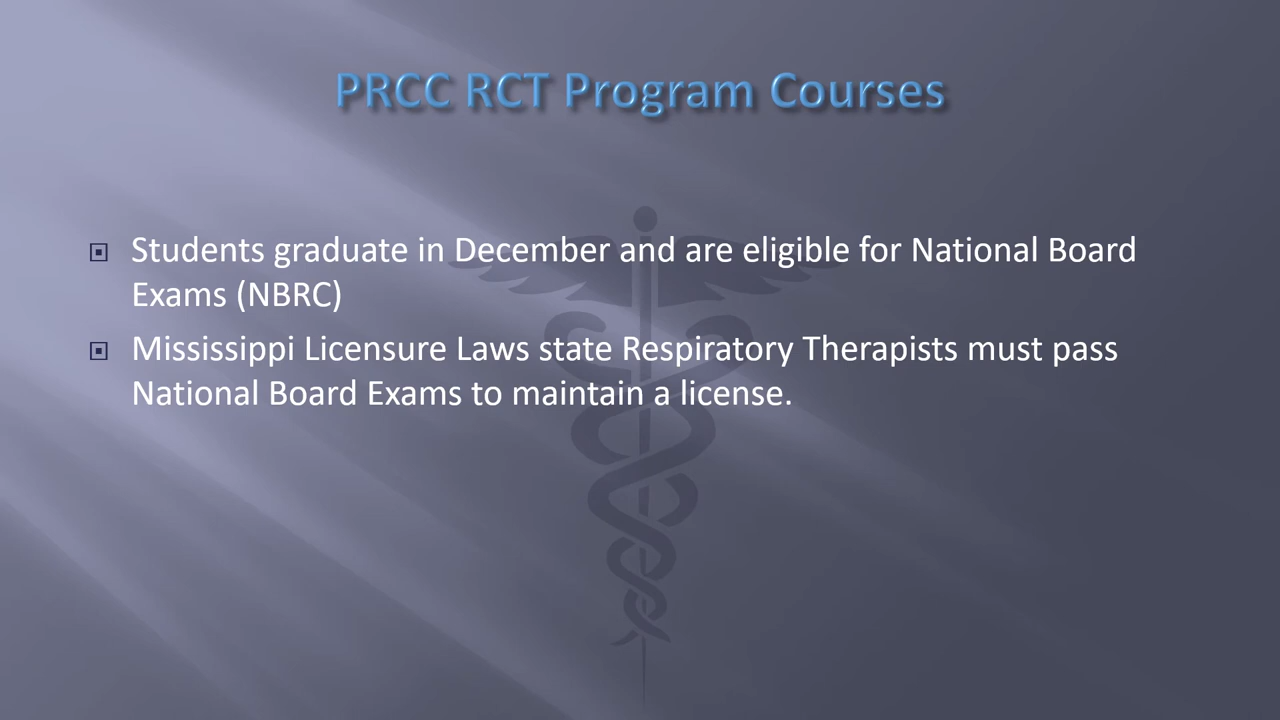 PRCC RCT Program Courses
Students graduate in December and are eligible for National Board
Exams (NBRC)
Mississippi Licensure Laws state Respiratory Therapists must pass
National Board Exams to maintain a license.